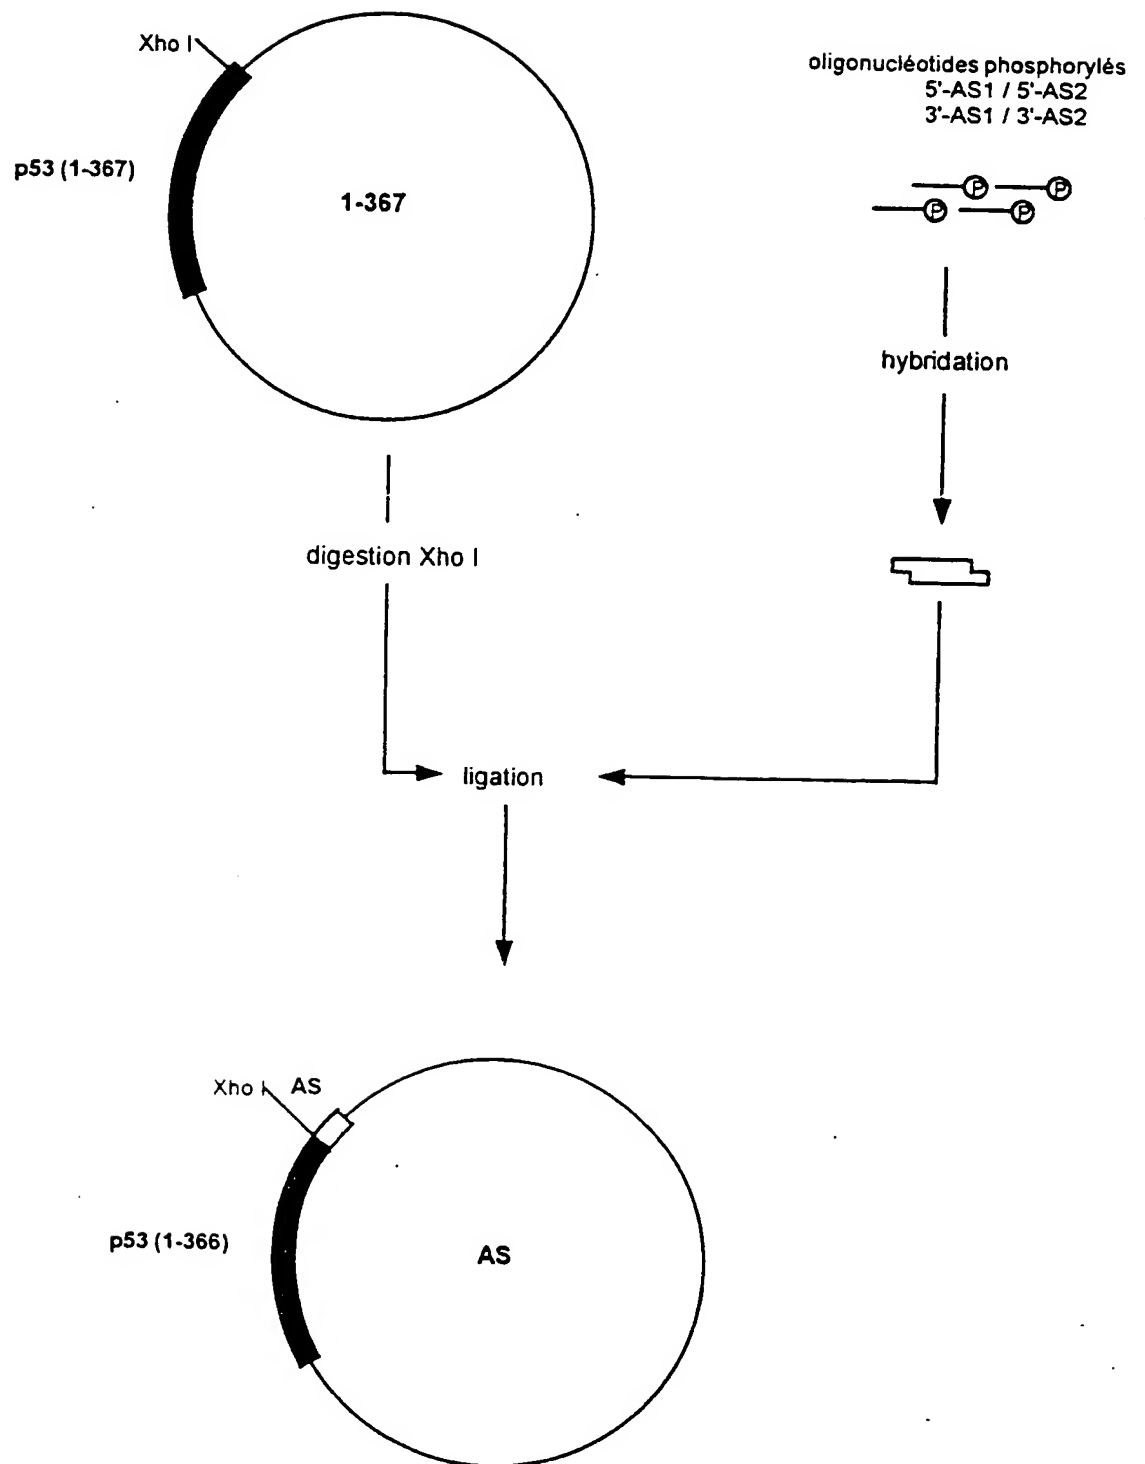 Xho I
p53 (1-367)
1-367
oligonucléotides phosphorylés
5'-AS1 / 5'-AS2
3'-AS1 / 3'-AS2
P P
P P
hybridation
digestion Xho I
ligation
Xho I AS
p53 (1-366)
AS